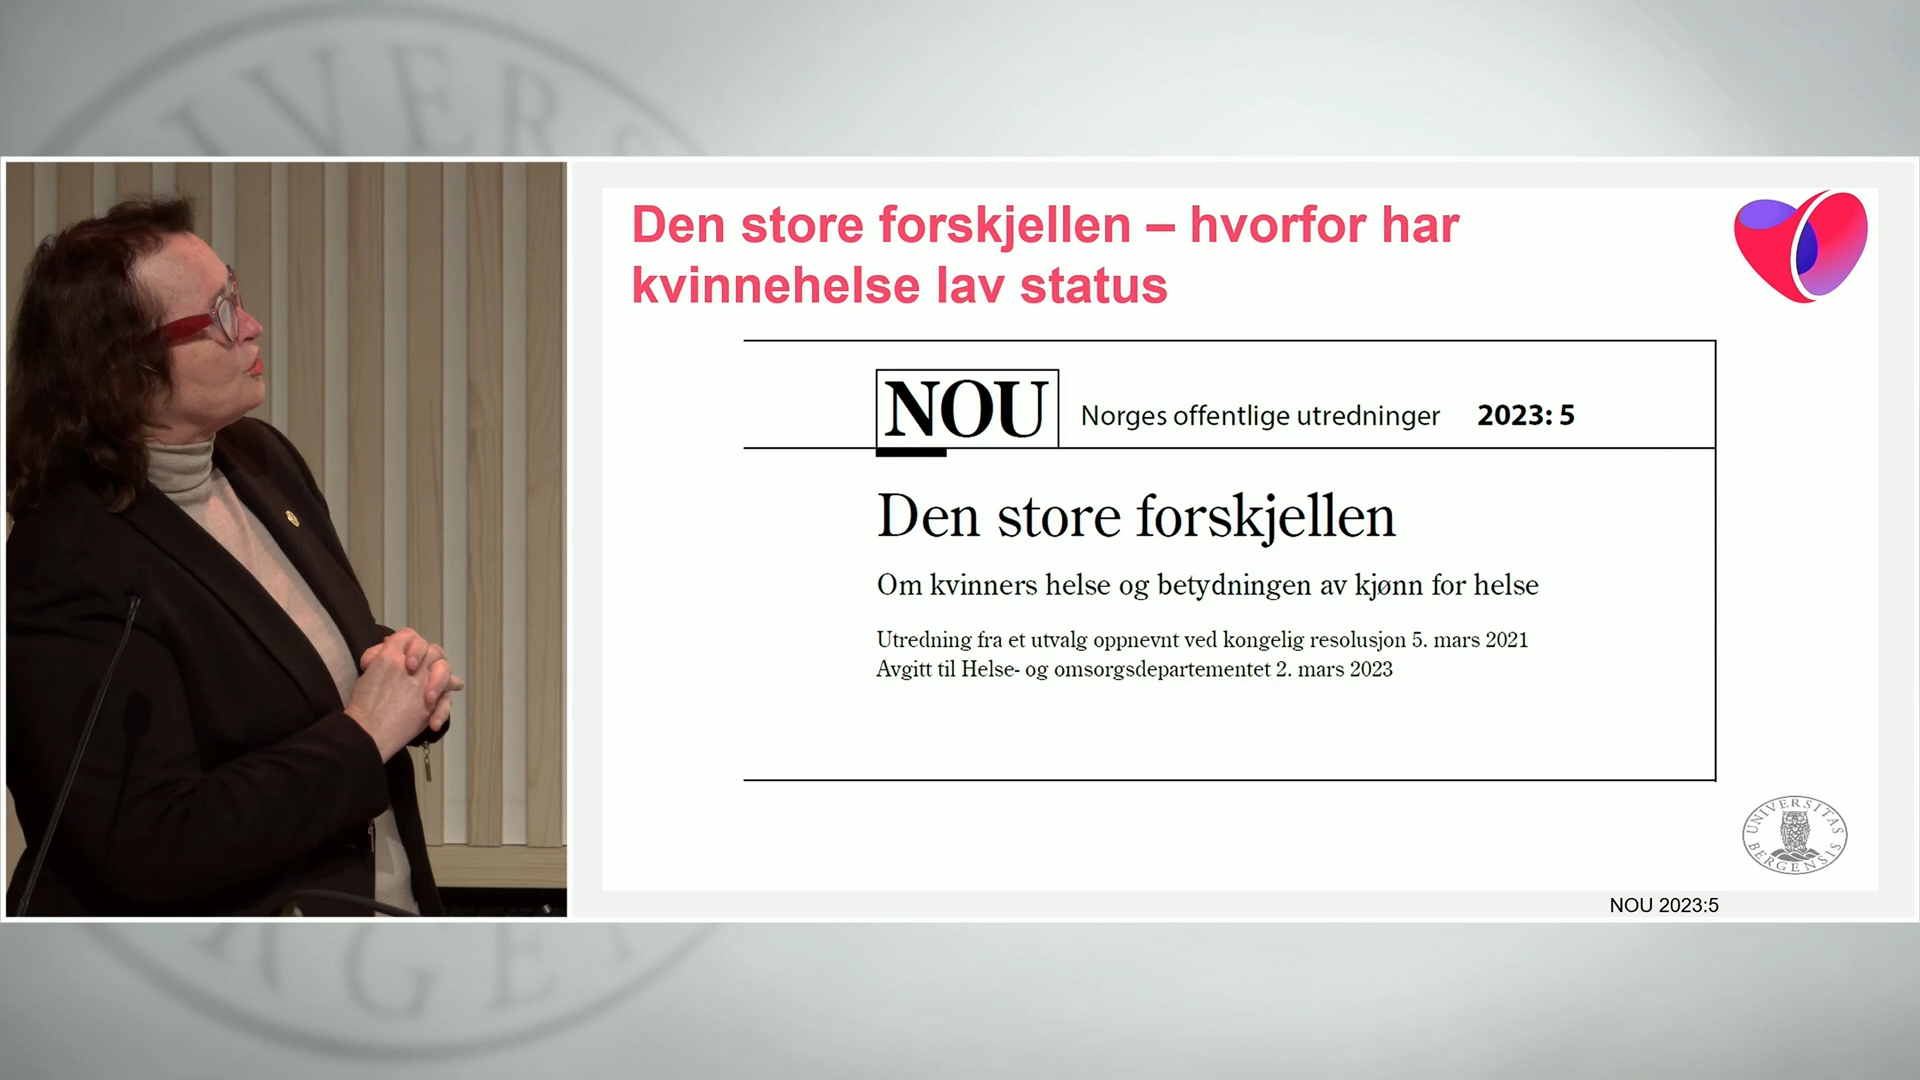 Den store forskjellen – hvorfor har
kvinnehelse lav status
NOU Norges offentlige utredninger 2023: 5
Den store forskjellen
Om kvinners helse og betydningen av kjønn for helse
Utredning fra et utvalg oppnevnt ved kongelig resolusjon 5. mars 2021
Avgitt til Helse- og omsorgsdepartementet 2. mars 2023
UNIVERSITAS
BERGENSIS
NOU 2023:5